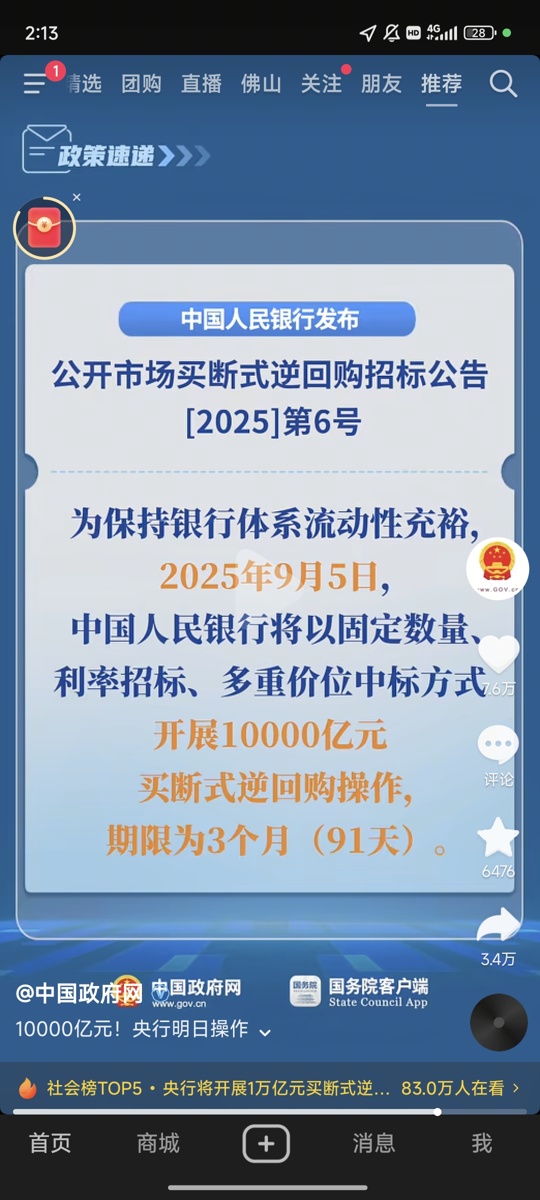 2:13
HD
4G
28
1
精选 团购 直播 佛山 关注 朋友 推荐
政策速递
×
中国人民银行发布
公开市场买断式逆回购招标公告
[2025]第6号
为保持银行体系流动性充裕,
2025年9月5日,
中国人民银行将以固定数量、
利率招标、多重价位中标方式
开展10000亿元
买断式逆回购操作,
期限为3个月（91天）。
www.GOV.cn
7.6万
评论
6476
3.4万
@中国政府网
中国政府网
www.gov.cn
国务院
国务院客户端
State Council App
10000亿元！央行明日操作
社会榜TOP5 • 央行将开展1万亿元买断式逆... 83.0万人在看
首页 商城 消息 我